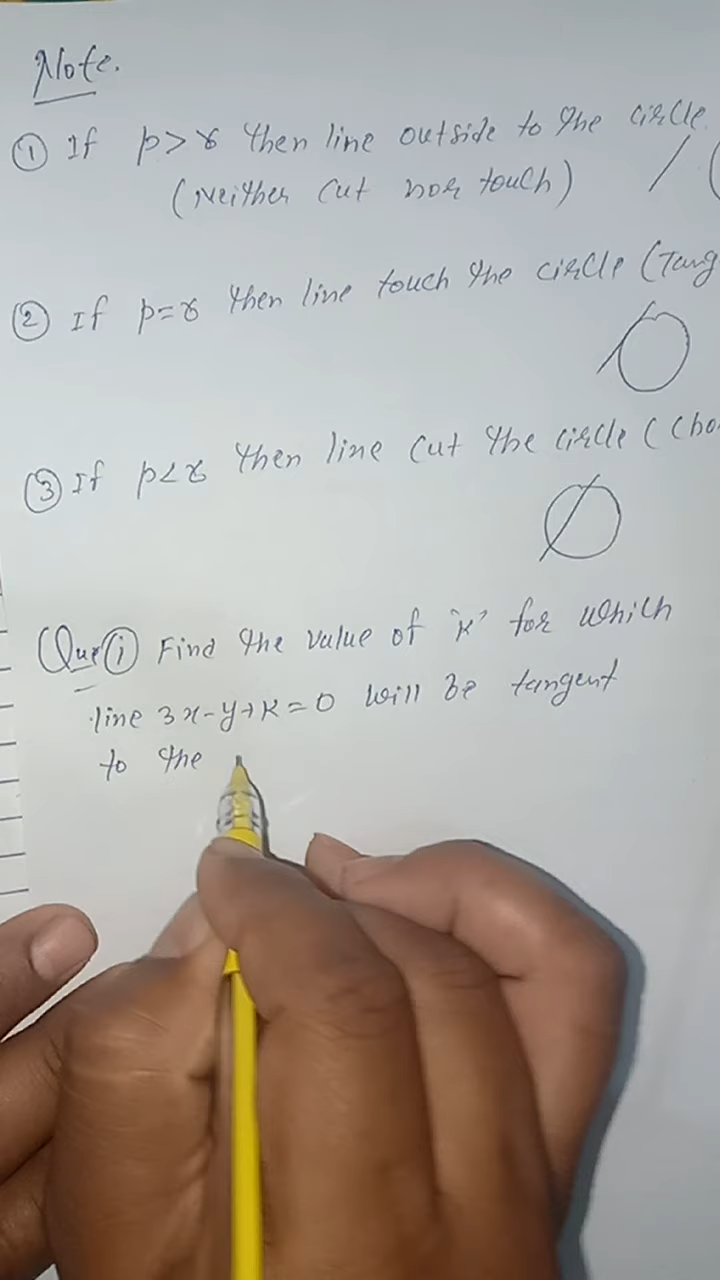 Note.
① If p>r then line outside to the circle
(Neither cut nor touch)
② If p=r then line touch the circle (Tang
③ If p<r then line cut the circle (Cho
Que ① Find the value of 'k' for which
line 3x-y+k=0 will be tangent
to the